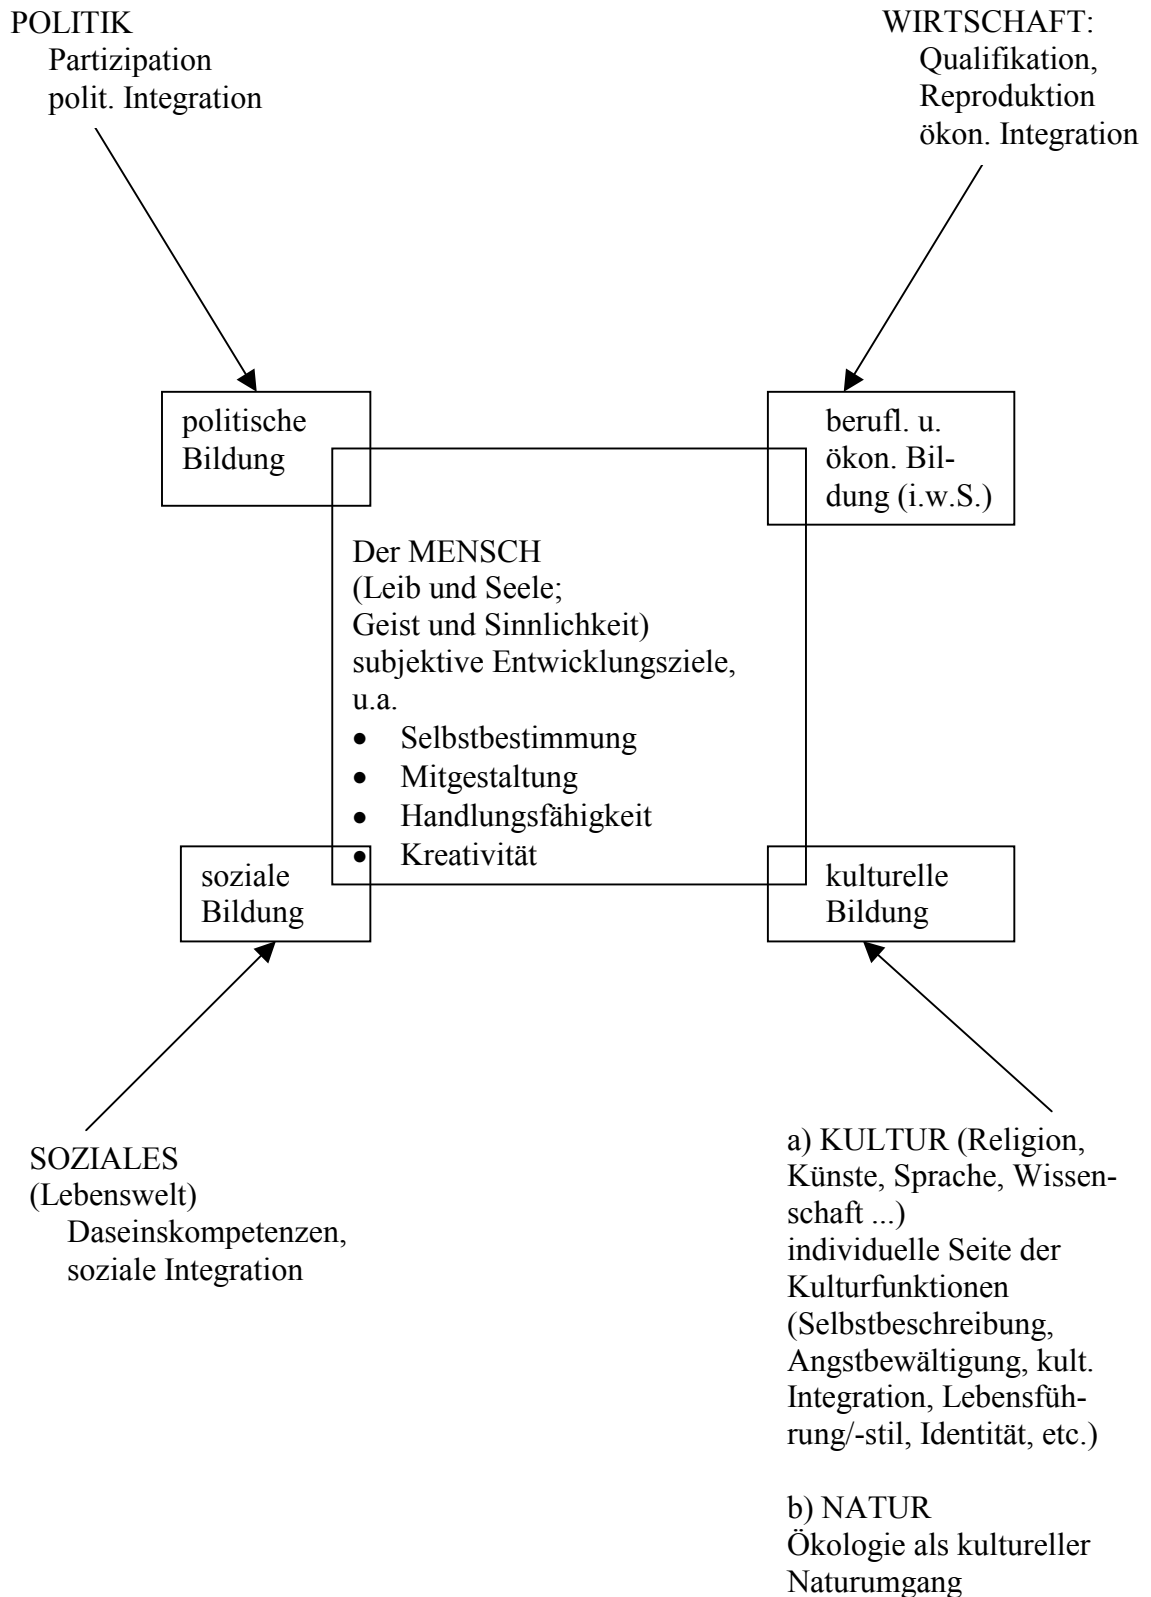 POLITIK
Partizipation
polit. Integration
WIRTSCHAFT:
Qualifikation,
Reproduktion
ökon. Integration
politische
Bildung
berufl. u.
ökon. Bil-
dung (i.w.S.)
Der MENSCH
(Leib und Seele;
Geist und Sinnlichkeit)
subjektive Entwicklungsziele,
u.a.
• Selbstbestimmung
• Mitgestaltung
• Handlungsfähigkeit
• Kreativität
soziale
Bildung
kulturelle
Bildung
SOZIALES
(Lebenswelt)
Daseinskompetenzen,
soziale Integration
a) KULTUR (Religion,
Künste, Sprache, Wissen-
schaft ...)
individuelle Seite der
Kulturfunktionen
(Selbstbeschreibung,
Angstbewältigung, kult.
Integration, Lebensfüh-
rung/-stil, Identität, etc.)
b) NATUR
Ökologie als kultureller
Naturumgang